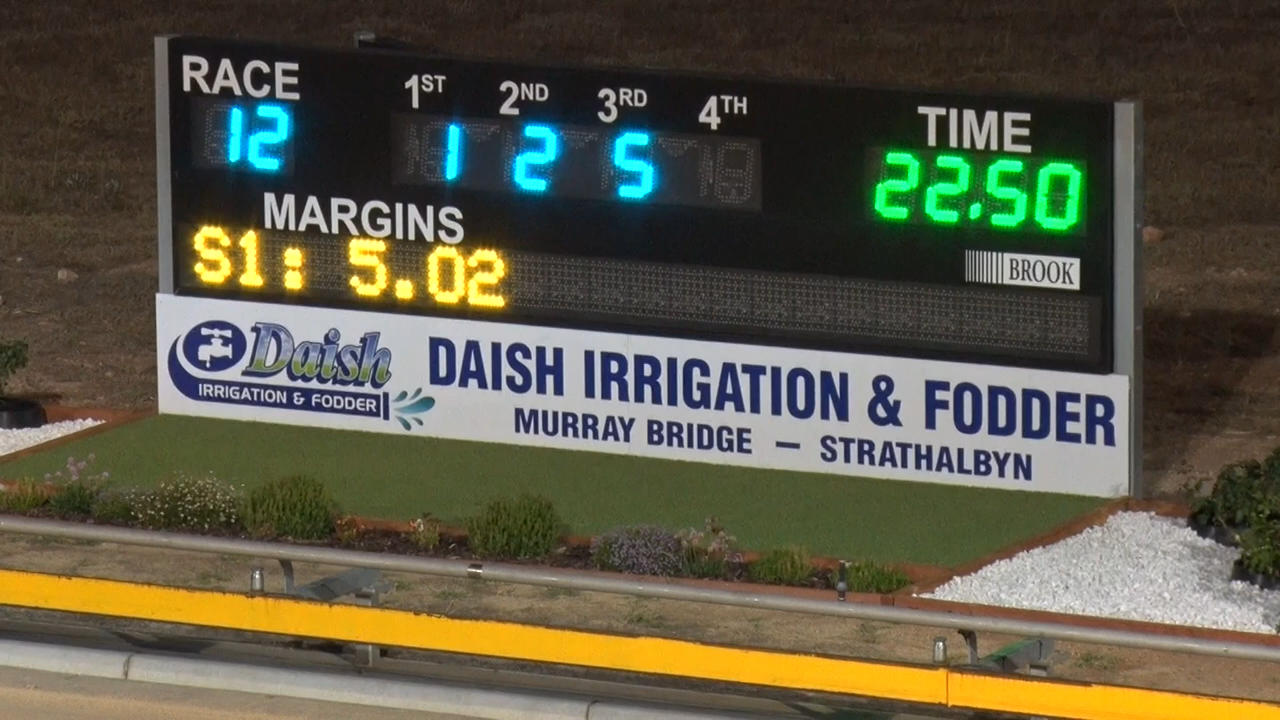 RACE 1ST 2ND 3RD 4TH TIME
12 1 2 5 22.50
MARGINS
S1: 5.02
BROOK
Daish
IRRIGATION & FODDER
DAISH IRRIGATION & FODDER
MURRAY BRIDGE — STRATHALBYN